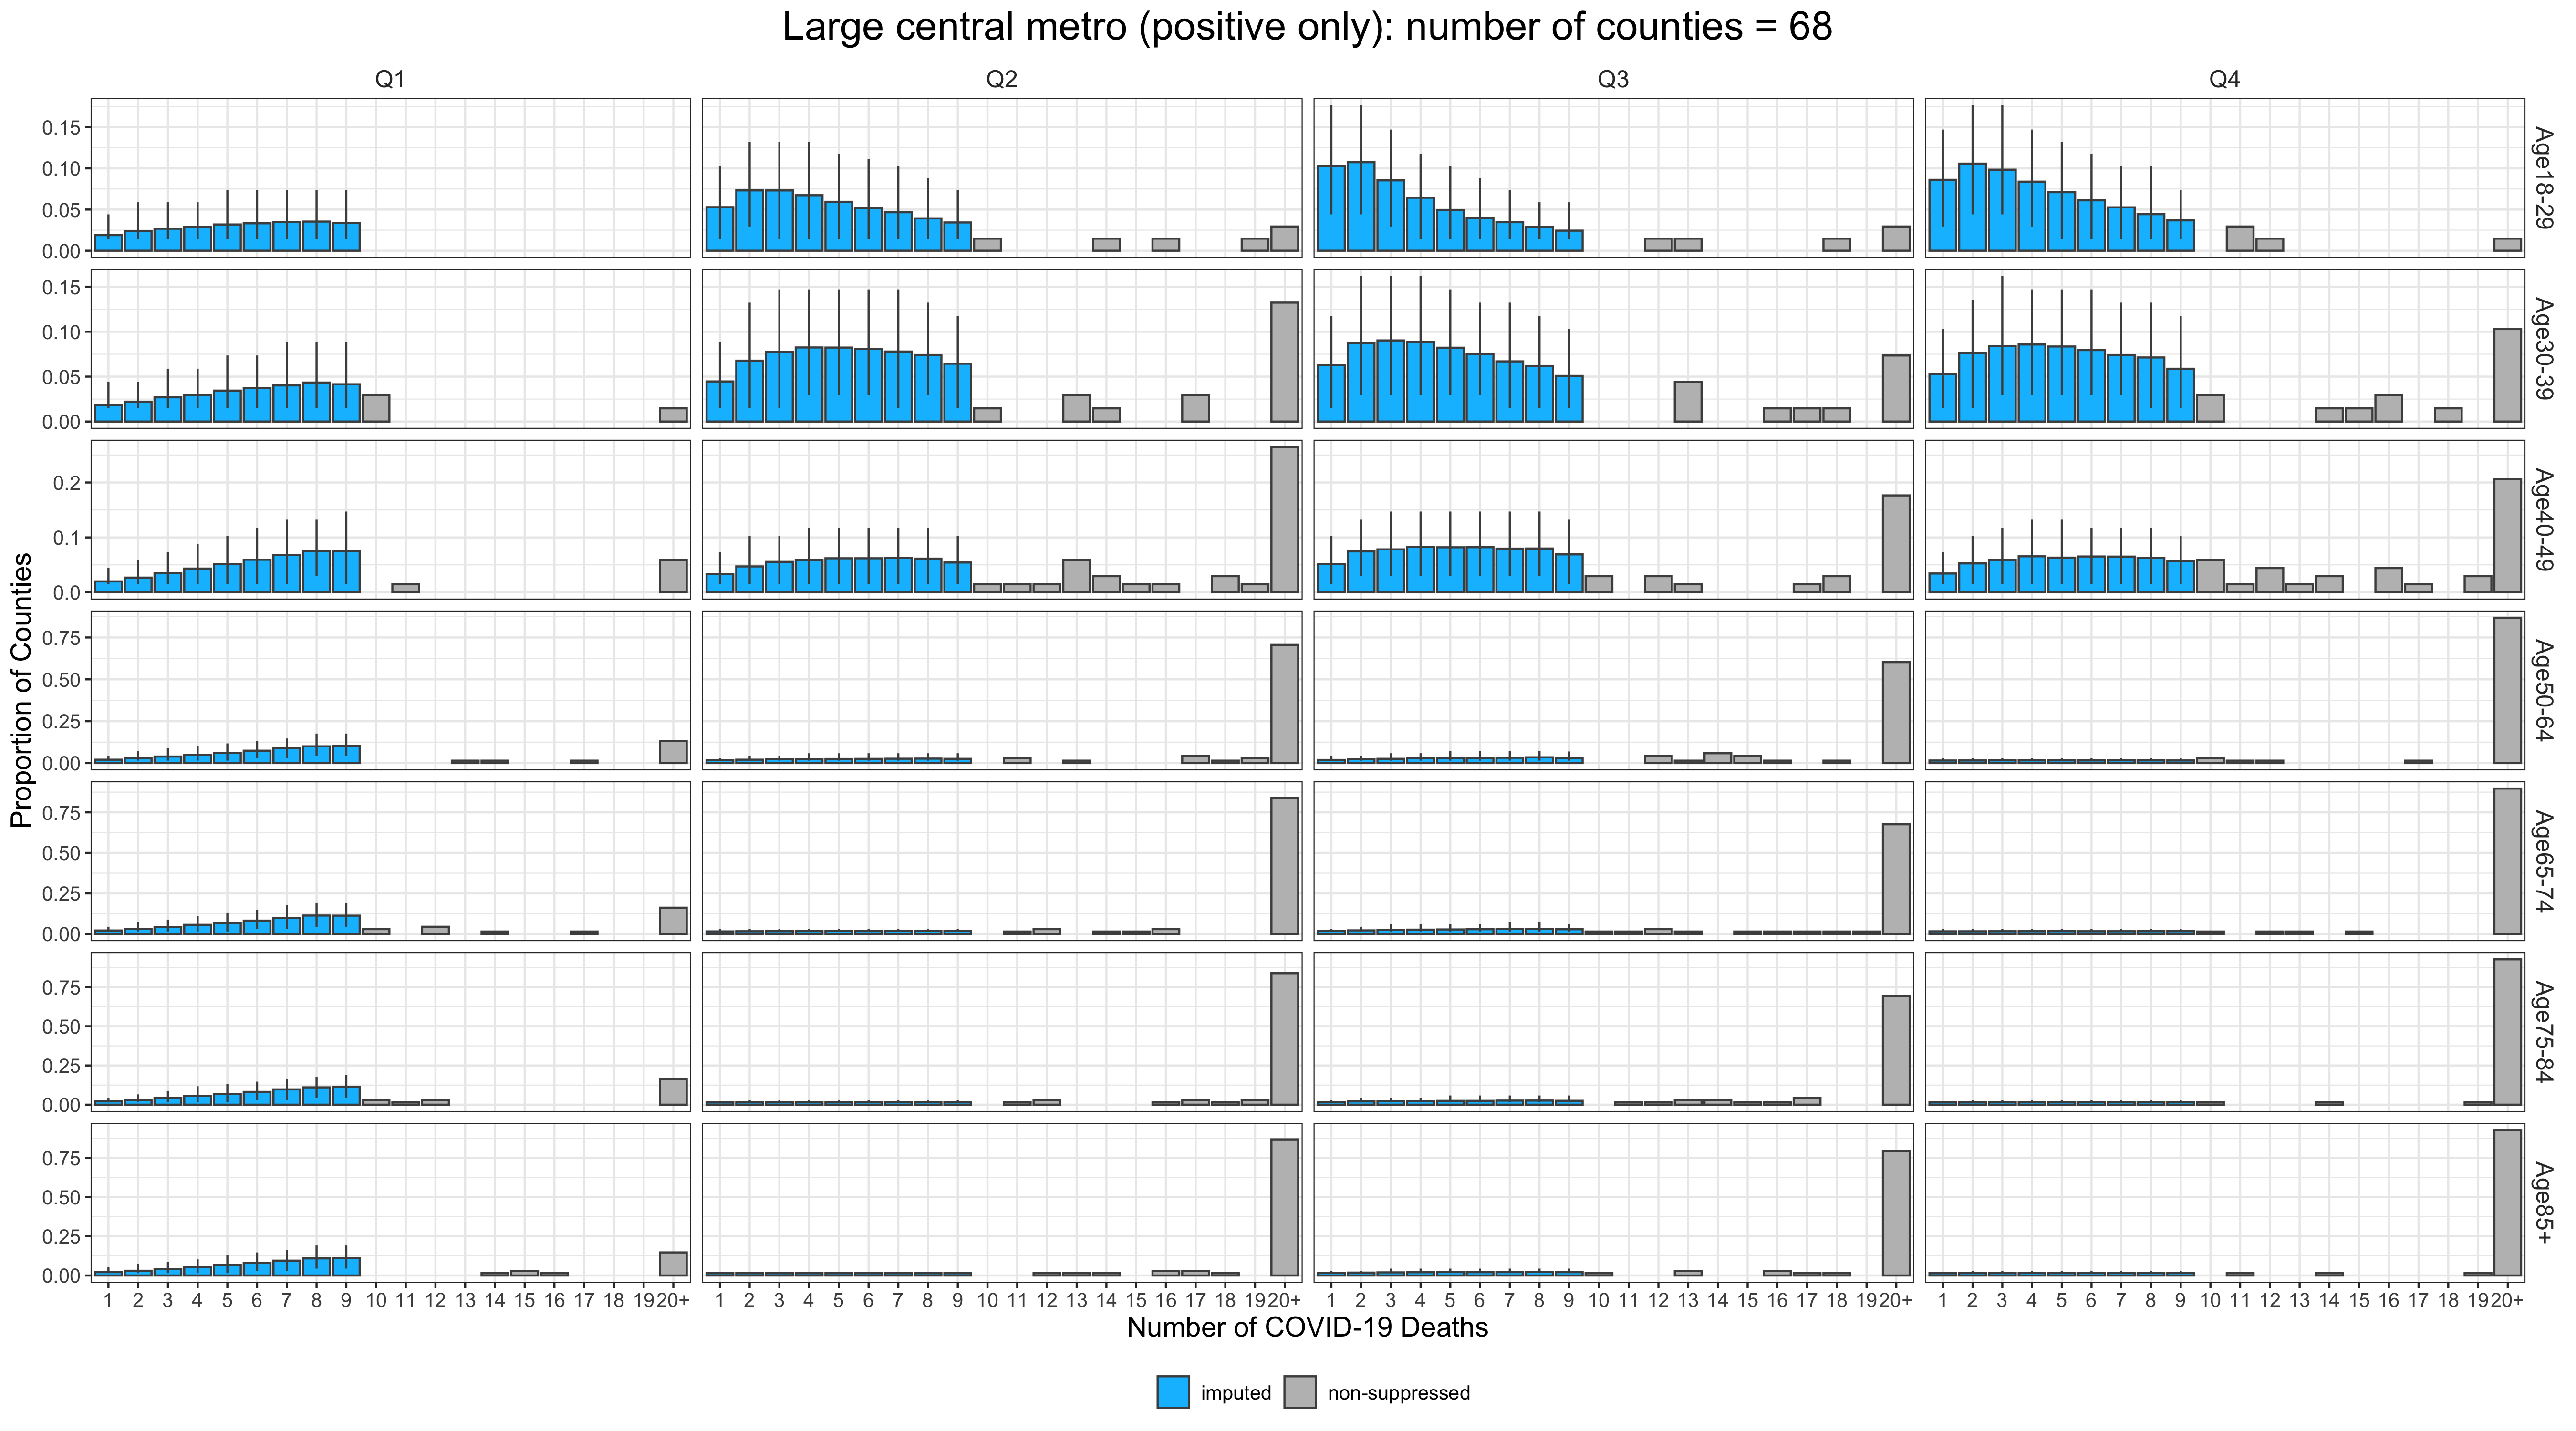 Large central metro (positive only): number of counties = 68
Q1 Q2 Q3 Q4
0.15
0.10
0.05
0.00
Age18-29
0.15
0.10
0.05
0.00
Age30-39
0.2
0.1
0.0
Age40-49
0.75
0.50
0.25
0.00
Age50-64
0.75
0.50
0.25
0.00
Age65-74
0.75
0.50
0.25
0.00
Age75-84
0.75
0.50
0.25
0.00
Age85+
Proportion of Counties
1 2 3 4 5 6 7 8 9 10 11 12 13 14 15 16 17 18 19 20+ 1 2 3 4 5 6 7 8 9 10 11 12 13 14 15 16 17 18 19 20+ 1 2 3 4 5 6 7 8 9 10 11 12 13 14 15 16 17 18 19 20+ 1 2 3 4 5 6 7 8 9 10 11 12 13 14 15 16 17 18 19 20+
Number of COVID-19 Deaths
imputed non-suppressed